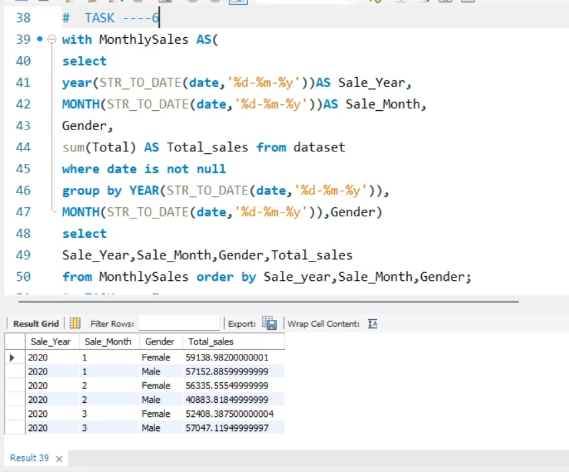 38 # TASK ----6
39 with MonthlySales AS(
40 select
41 year(STR_TO_DATE(date,'%d-%m-%y'))AS Sale_Year,
42 MONTH(STR_TO_DATE(date,'%d-%m-%y'))AS Sale_Month,
43 Gender,
44 sum(Total) AS Total_sales from dataset
45 where date is not null
46 group by YEAR(STR_TO_DATE(date,'%d-%m-%y')),
47 MONTH(STR_TO_DATE(date,'%d-%m-%y')),Gender)
48 select
49 Sale_Year,Sale_Month,Gender,Total_sales
50 from MonthlySales order by Sale_year,Sale_Month,Gender;
Result Grid Filter Rows: Export: Wrap Cell Content:
Sale_Year Sale_Month Gender Total_sales
2020 1 Female 59138.98200000001
2020 1 Male 57152.88599999999
2020 2 Female 56335.55549999999
2020 2 Male 40883.81849999999
2020 3 Female 52408.387500000004
2020 3 Male 57047.11949999997
Result 39